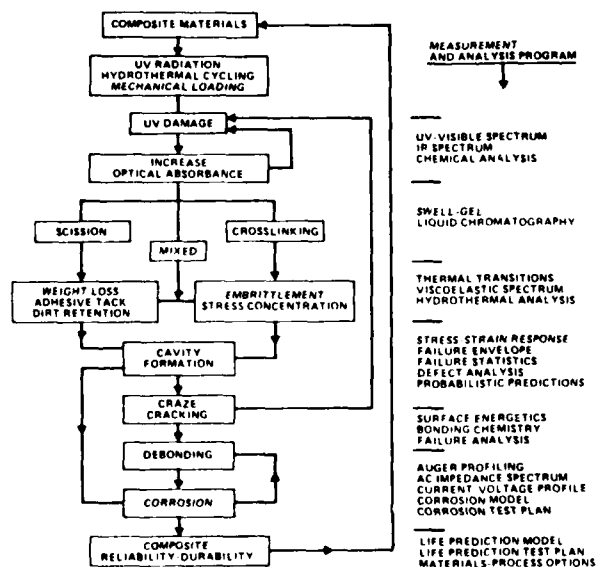 COMPOSITE MATERIALS
UV RADIATION
HYDROTHERMAL CYCLING
MECHANICAL LOADING
UV DAMAGE
INCREASE
OPTICAL ABSORBANCE
SCISSION
MIXED
CROSSLINKING
WEIGHT LOSS
ADHESIVE TACK
DIRT RETENTION
EMBRITTLEMENT
STRESS CONCENTRATION
CAVITY
FORMATION
CRAZE
CRACKING
DEBONDING
CORROSION
COMPOSITE
RELIABILITY-DURABILITY
MEASUREMENT
AND ANALYSIS PROGRAM
UV-VISIBLE SPECTRUM
IR SPECTRUM
CHEMICAL ANALYSIS
SWELL-GEL
LIQUID CHROMATOGRAPHY
THERMAL TRANSITIONS
VISCOELASTIC SPECTRUM
HYDROTHERMAL ANALYSIS
STRESS STRAIN RESPONSE
FAILURE ENVELOPE
FAILURE STATISTICS
DEFECT ANALYSIS
PROBABILISTIC PREDICTIONS
SURFACE ENERGETICS
BONDING CHEMISTRY
FAILURE ANALYSIS
AUGER PROFILING
AC IMPEDANCE SPECTRUM
CURRENT VOLTAGE PROFILE
CORROSION MODEL
CORROSION TEST PLAN
LIFE PREDICTION MODEL
LIFE PREDICTION TEST PLAN
MATERIALS-PROCESS OPTIONS